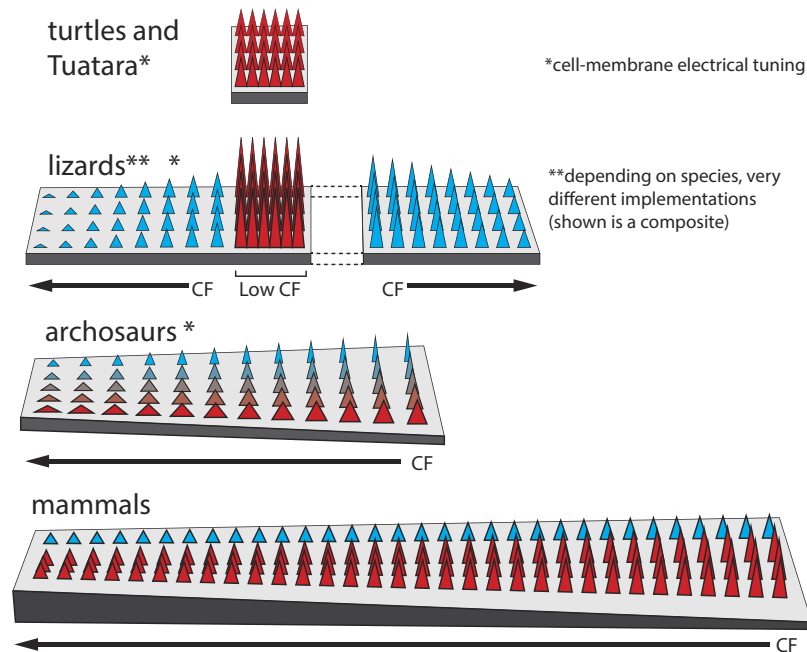 turtles and
Tuatara*
*cell-membrane electrical tuning
lizards** *
**depending on species, very
different implementations
(shown is a composite)
CF
Low CF
CF
archosaurs *
CF
mammals
CF